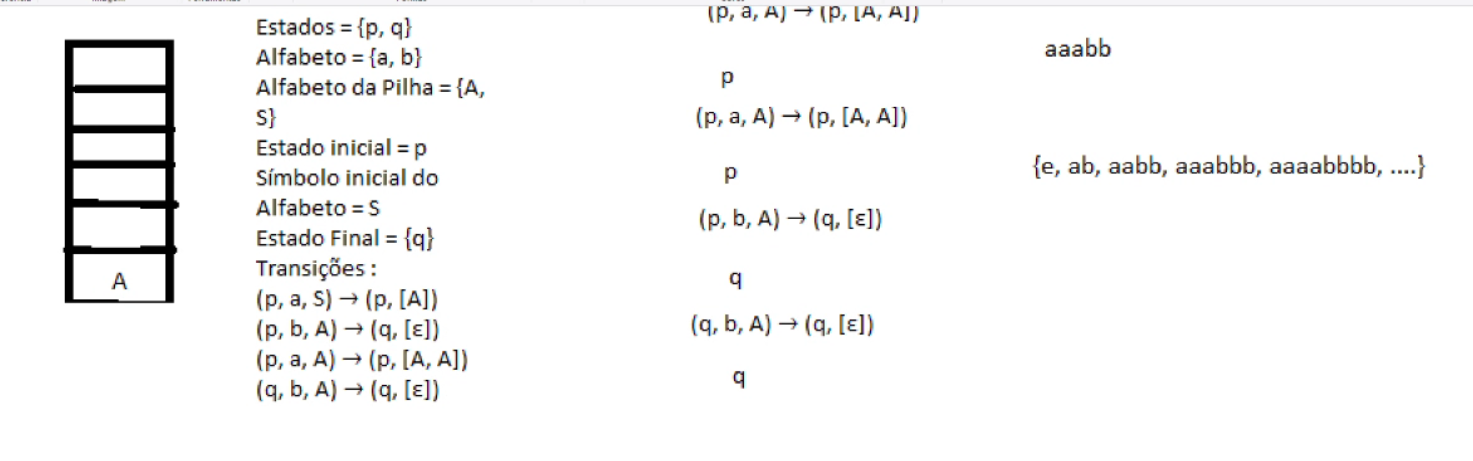 A
Estados = {p, q}
Alfabeto = {a, b}
Alfabeto da Pilha = {A,
S}
Estado inicial = p
Símbolo inicial do
Alfabeto = S
Estado Final = {q}
Transições :
(p, a, S) → (p, [A])
(p, b, A) → (q, [ε])
(p, a, A) → (p, [A, A])
(q, b, A) → (q, [ε])
(p, a, A) → (p, [A, A])
p
(p, a, A) → (p, [A, A])
p
(p, b, A) → (q, [ε])
q
(q, b, A) → (q, [ε])
q
aaabb
{e, ab, aabb, aaabbb, aaaabbbb, ....}